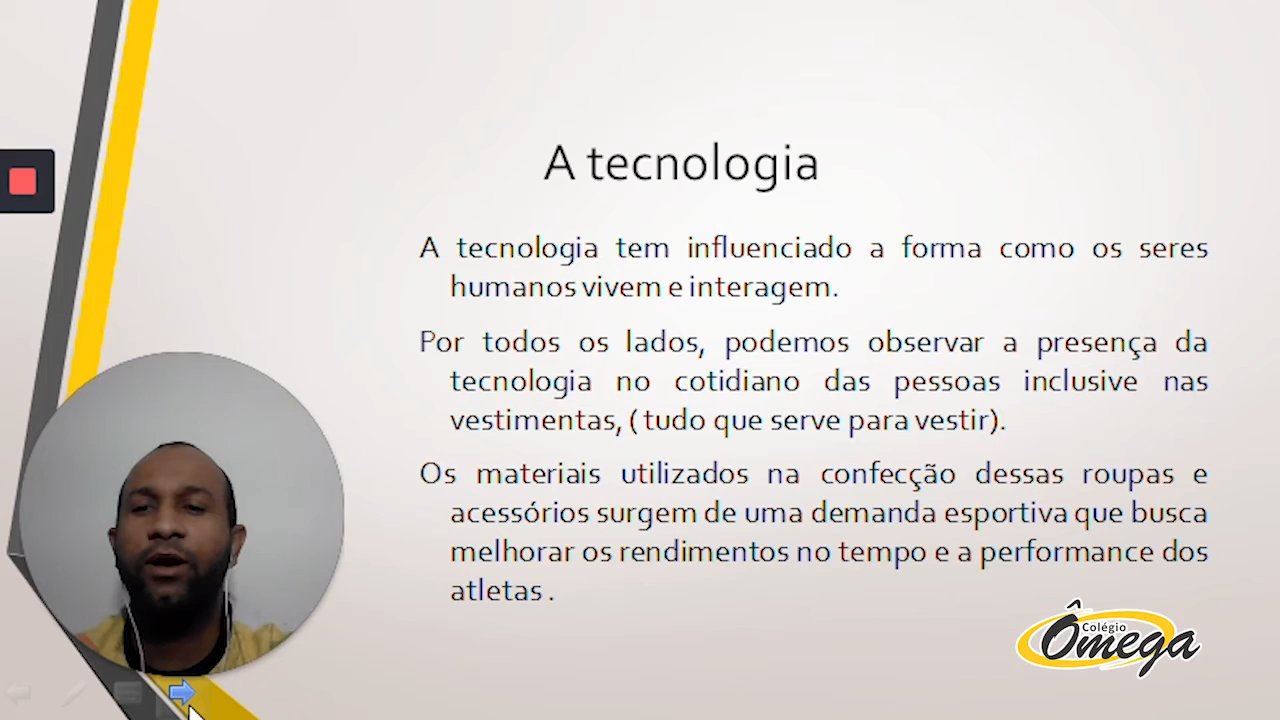 A tecnologia
A tecnologia tem influenciado a forma como os seres
humanos vivem e interagem.
Por todos os lados, podemos observar a presença da
tecnologia no cotidiano das pessoas inclusive nas
vestimentas, ( tudo que serve para vestir).
Os materiais utilizados na confecção dessas roupas e
acessórios surgem de uma demanda esportiva que busca
melhorar os rendimentos no tempo e a performance dos
atletas .
Colégio
Ômega